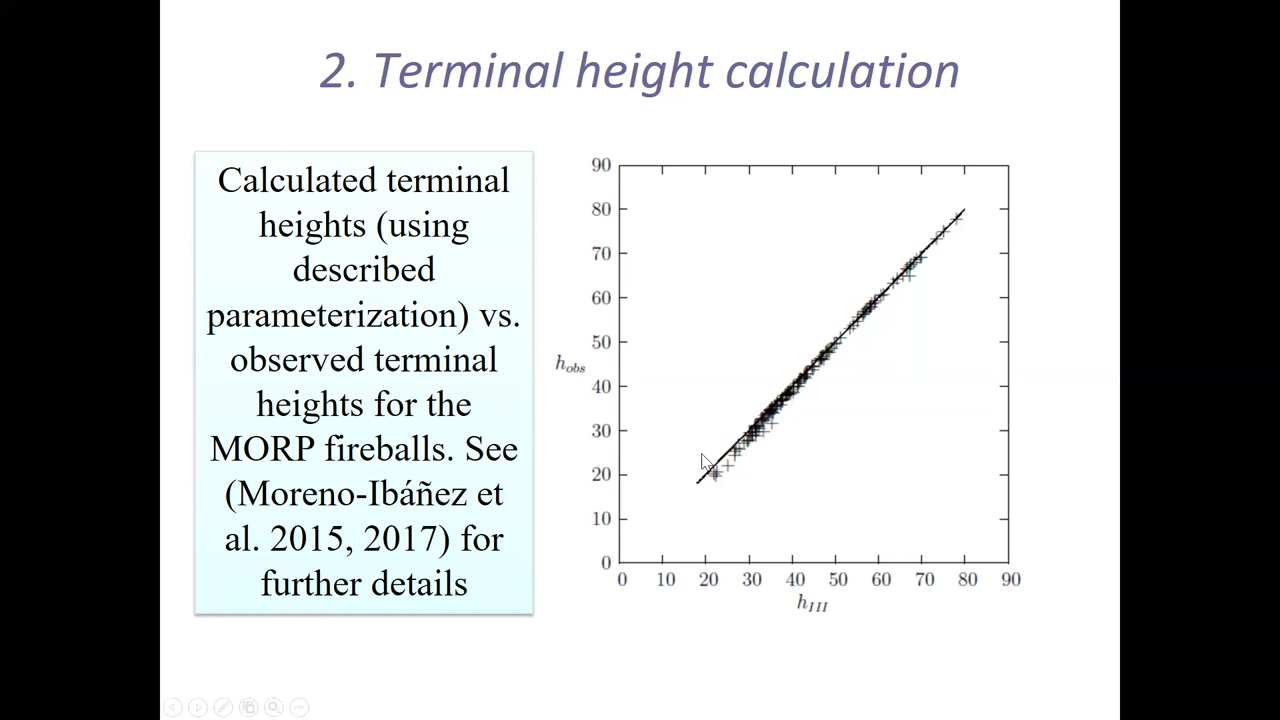 2. Terminal height calculation
Calculated terminal
heights (using
described
parameterization) vs.
observed terminal
heights for the
MORP fireballs. See
(Moreno-Ibáñez et
al. 2015, 2017) for
further details
90
80
70
60
50
40
30
20
10
0
h_obs
0 10 20 30 40 50 60 70 80 90
h_III